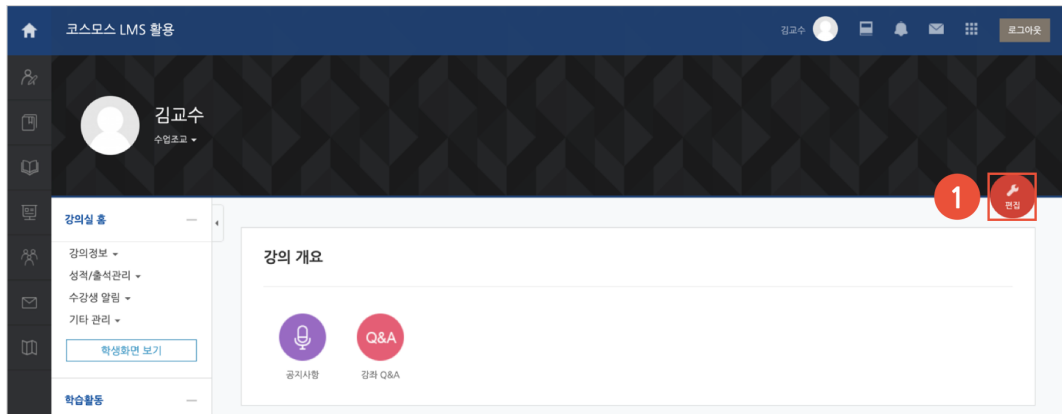 코스모스 LMS 활용
김교수
로그아웃
김교수
수업조교
1
편집
강의실 홈
강의정보
성적/출석관리
수강생 알림
기타 관리
학생화면 보기
학습활동
강의 개요
Q&A
공지사항
강좌 Q&A